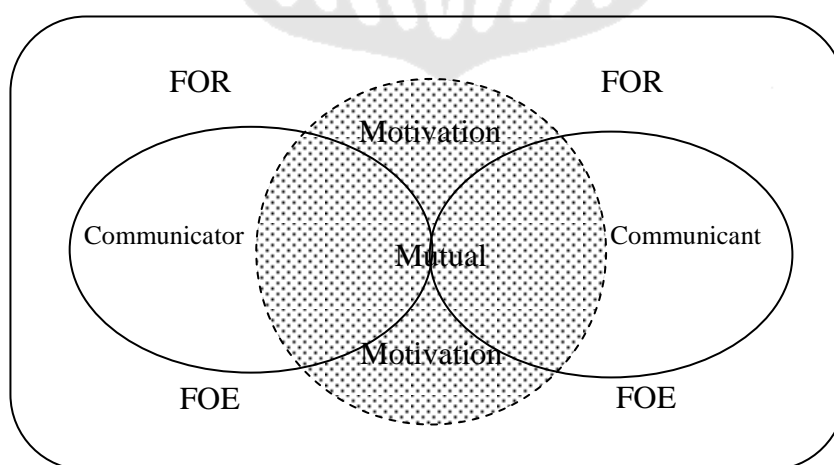 FOR FOR
Motivation
Communicator Communicant
Mutual
Motivation
FOE FOE